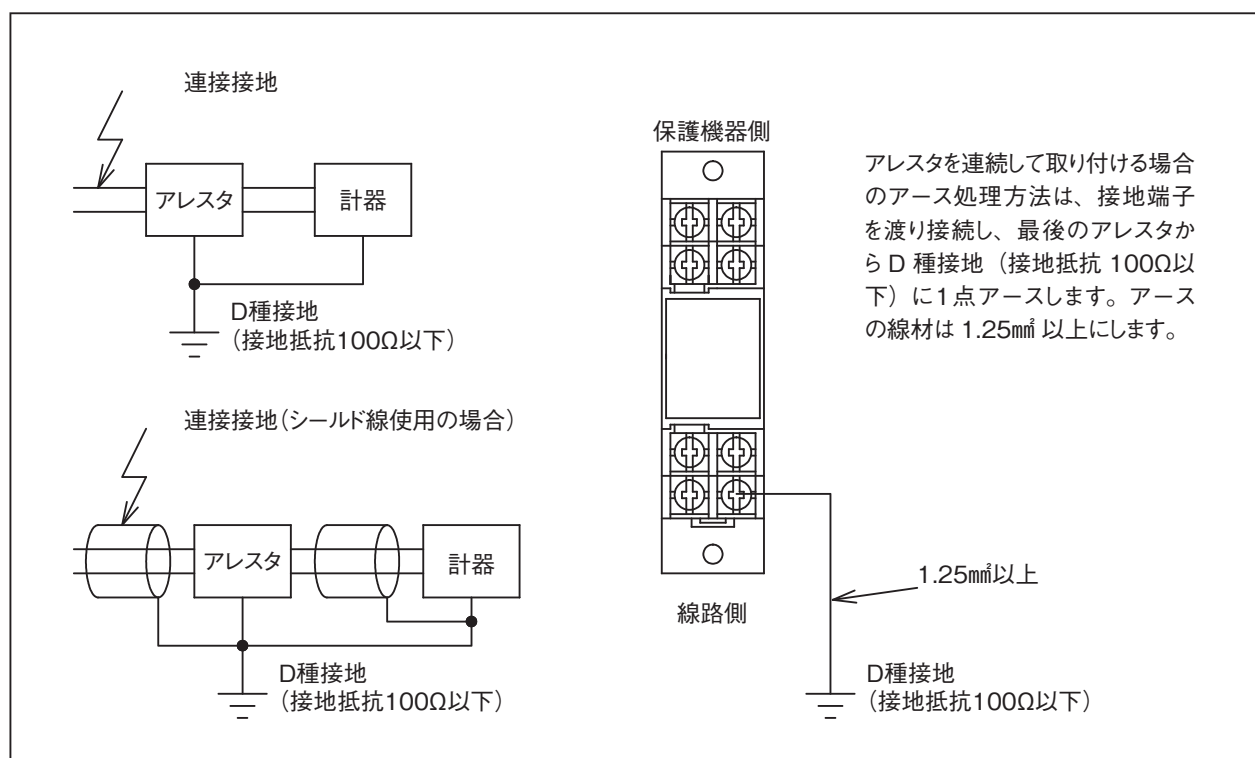 連接接地
アレスタ
計器
D種接地
(接地抵抗100Ω以下)
連接接地(シールド線使用の場合)
アレスタ
計器
D種接地
(接地抵抗100Ω以下)
保護機器側
線路側
1.25㎟以上
D種接地
(接地抵抗100Ω以下)
アレスタを連続して取り付ける場合
のアース処理方法は、接地端子
を渡り接続し、最後のアレスタか
らD種接地(接地抵抗 100Ω以
下)に1点アースします。アース
の線材は 1.25㎟ 以上にします。